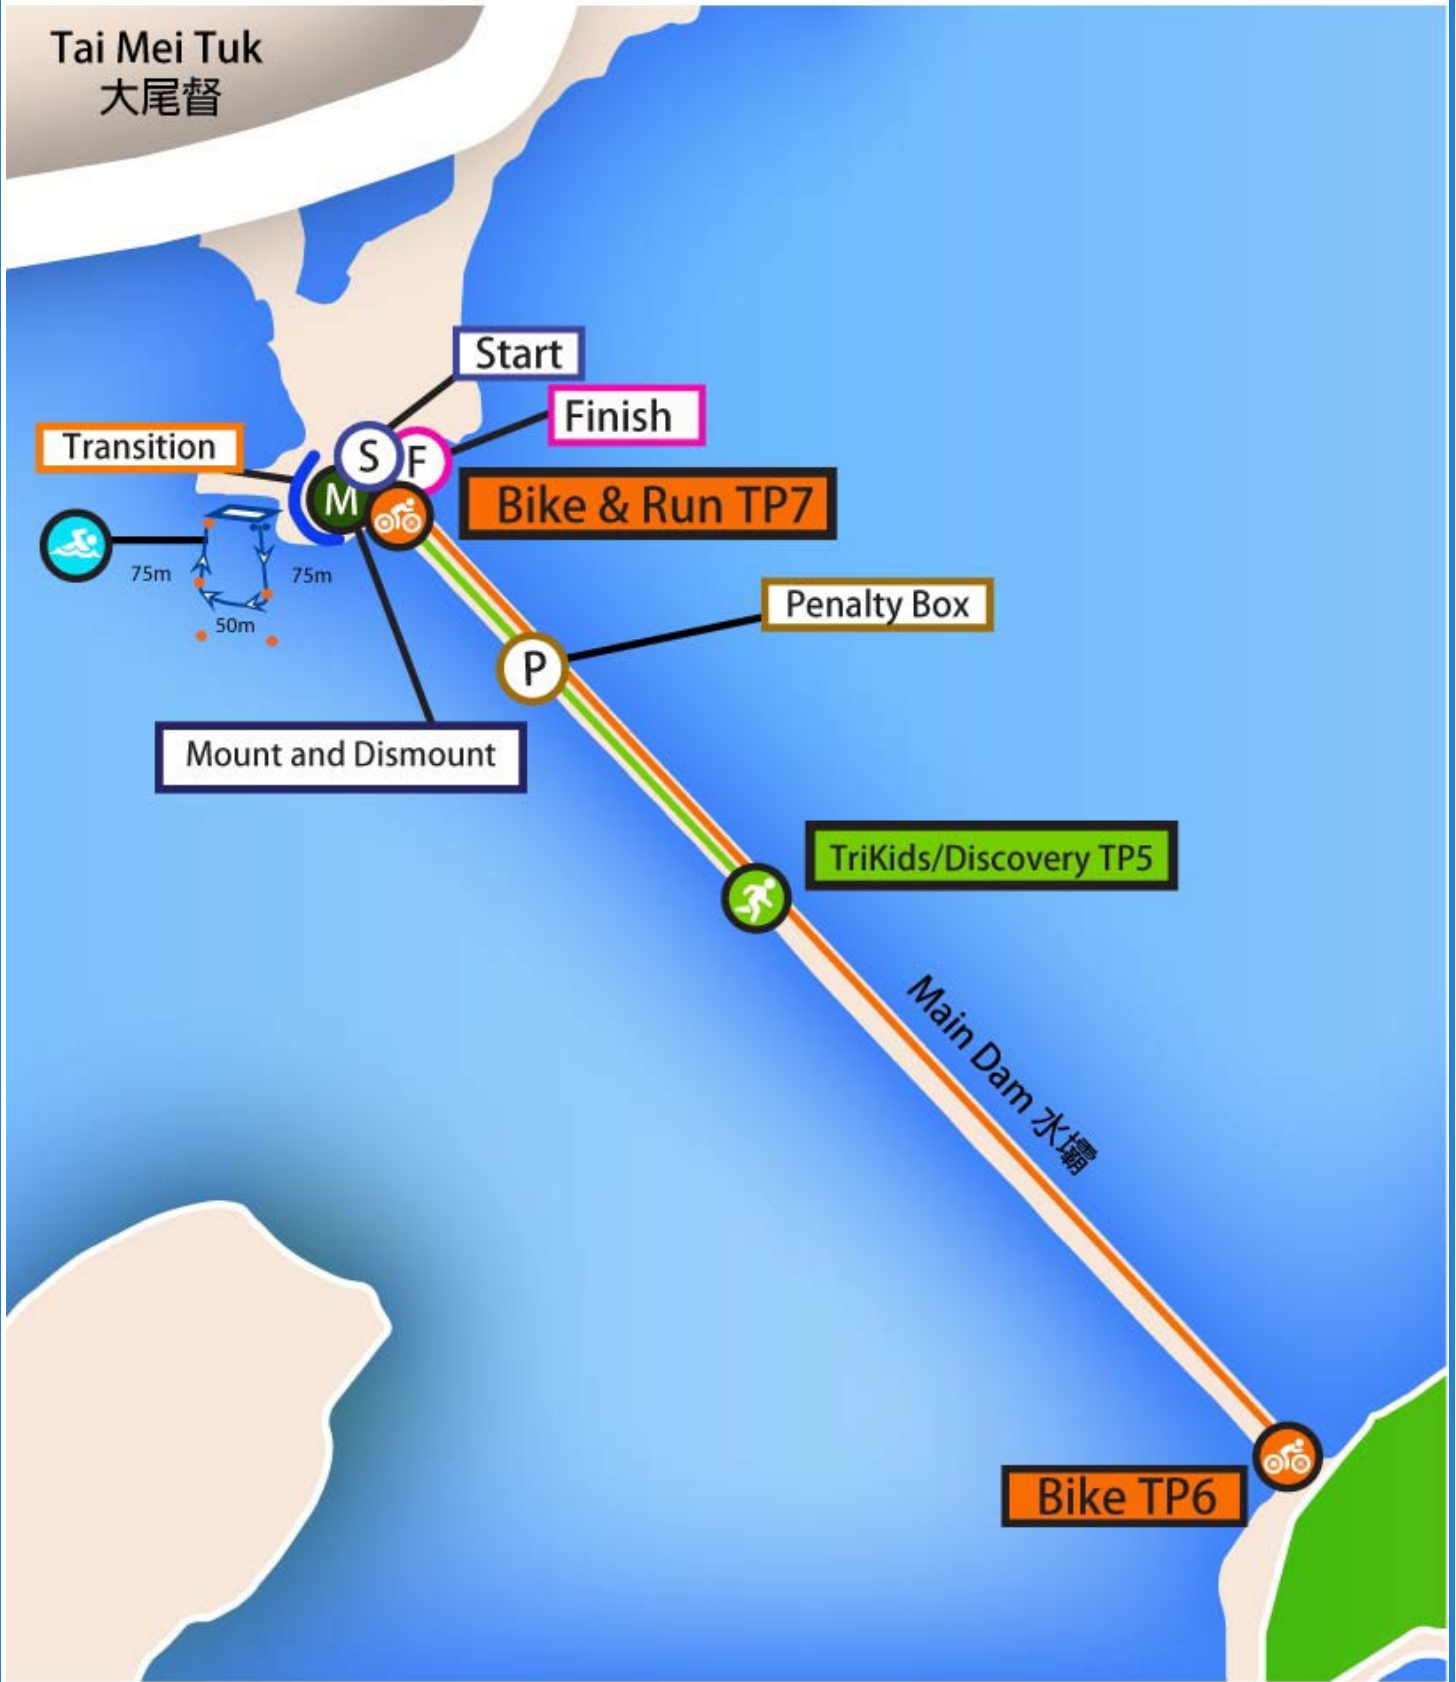 Tai Mei Tuk
大尾督
Start
Finish
Transition
S
F
M
Bike & Run TP7
75m
75m
50m
Penalty Box
P
Mount and Dismount
TriKids/Discovery TP5
Main Dam 水壩
Bike TP6